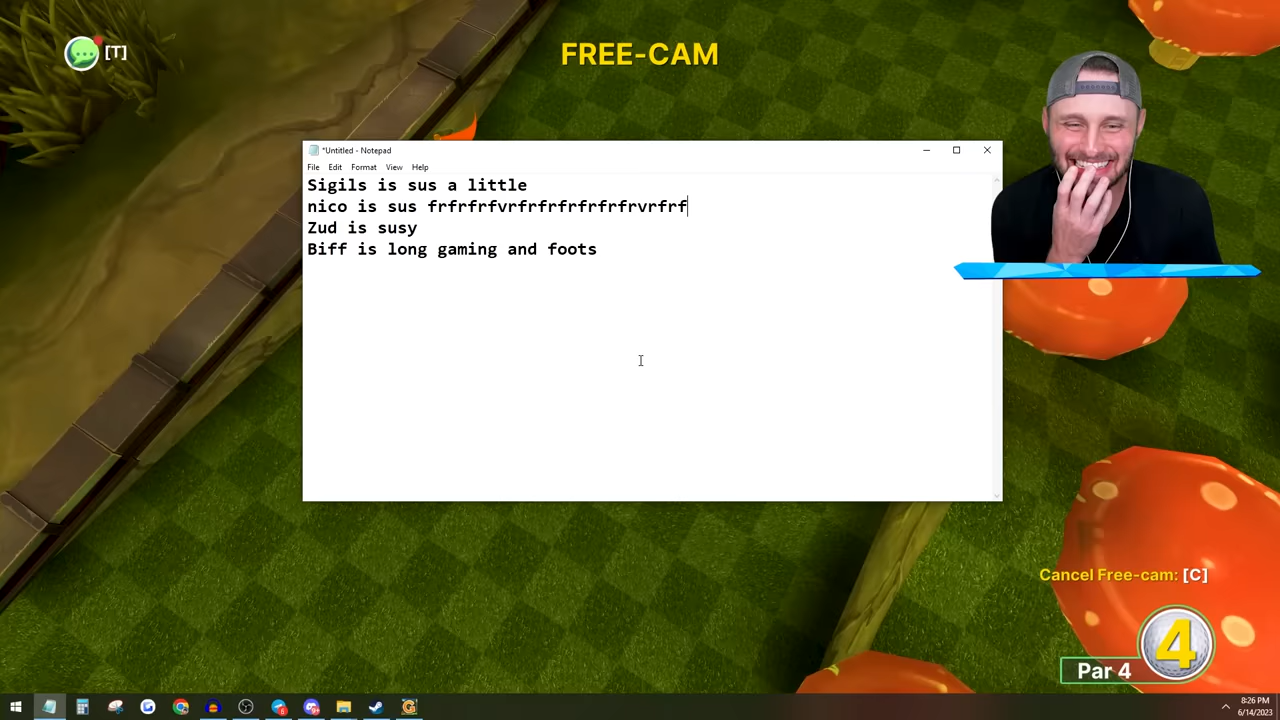 [T]
FREE-CAM
*Untitled - Notepad
File Edit Format View Help
Sigils is sus a little
nico is sus frfrfrfvrfrfrfrfrfrfrvrfrf
Zud is susy
Biff is long gaming and foots
Cancel Free-cam: [C]
4
Par 4
8:26 PM
6/14/2023